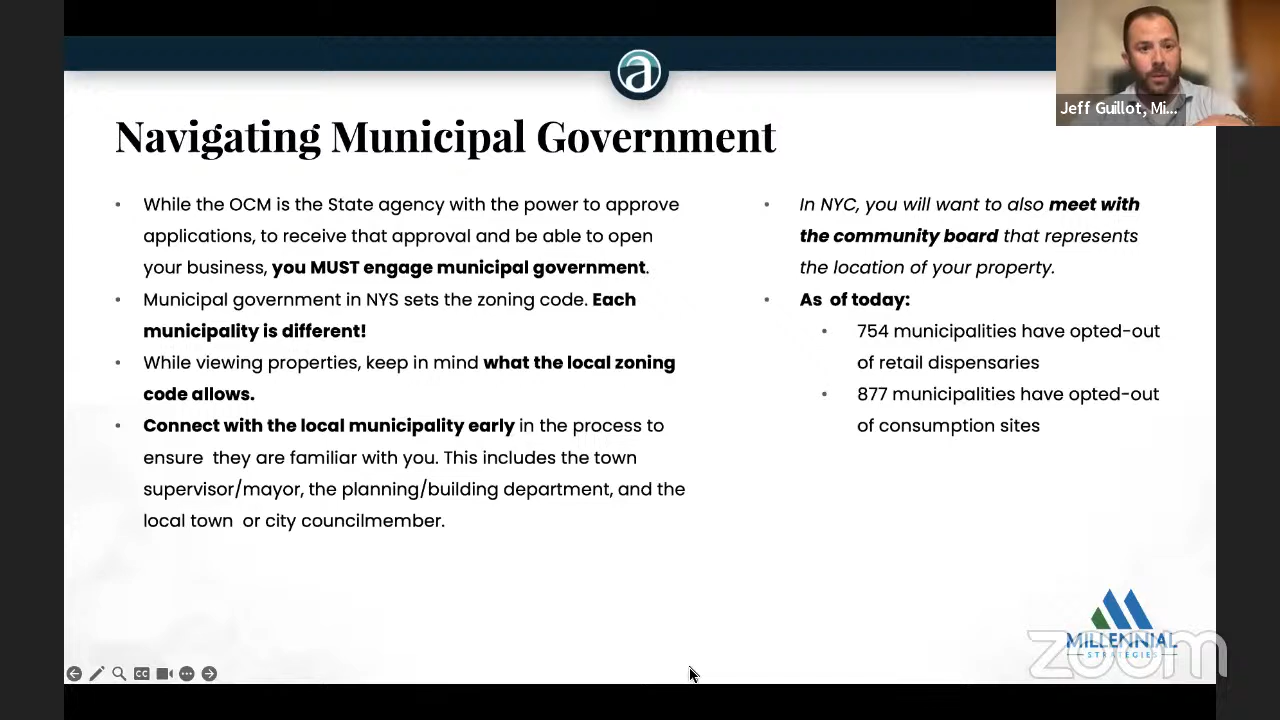 Jeff Guillot, Mi...
Navigating Municipal Government
• While the OCM is the State agency with the power to approve
applications, to receive that approval and be able to open
your business, you MUST engage municipal government.
• Municipal government in NYS sets the zoning code. Each
municipality is different!
• While viewing properties, keep in mind what the local zoning
code allows.
• Connect with the local municipality early in the process to
ensure they are familiar with you. This includes the town
supervisor/mayor, the planning/building department, and the
local town or city councilmember.
• In NYC, you will want to also meet with
the community board that represents
the location of your property.
• As of today:
• 754 municipalities have opted-out
of retail dispensaries
• 877 municipalities have opted-out
of consumption sites
a
MILLENNIAL
STRATEGIES
zoom
CC